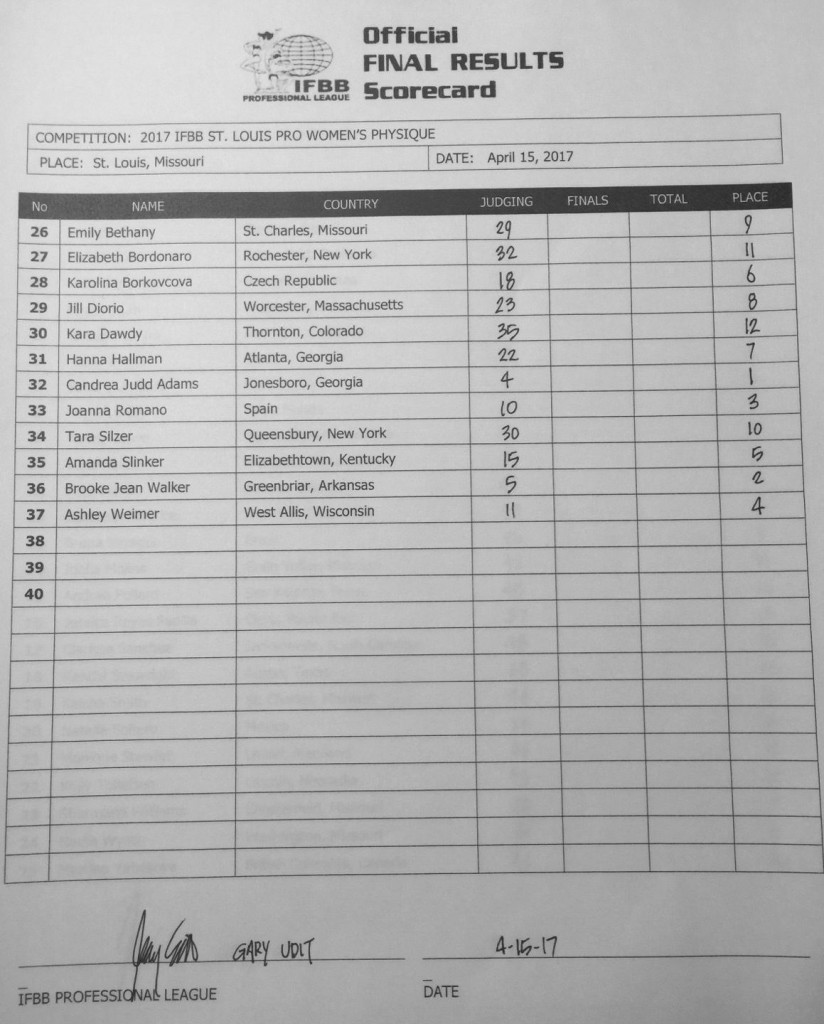 Official
FINAL RESULTS
Scorecard
IFBB
PROFESSIONAL LEAGUE
COMPETITION: 2017 IFBB ST. LOUIS PRO WOMEN'S PHYSIQUE
PLACE: St. Louis, Missouri DATE: April 15, 2017
No NAME COUNTRY JUDGING FINALS TOTAL PLACE
26 Emily Bethany St. Charles, Missouri 29 9
27 Elizabeth Bordonaro Rochester, New York 32 11
28 Karolina Borkovcova Czech Republic 18 6
29 Jill Diorio Worcester, Massachusetts 23 8
30 Kara Dawdy Thornton, Colorado 35 12
31 Hanna Hallman Atlanta, Georgia 22 7
32 Candrea Judd Adams Jonesboro, Georgia 4 1
33 Joanna Romano Spain 10 3
34 Tara Silzer Queensbury, New York 30 10
35 Amanda Slinker Elizabethtown, Kentucky 15 5
36 Brooke Jean Walker Greenbriar, Arkansas 5 2
37 Ashley Weimer West Allis, Wisconsin 11 4
38
39
40
GARY UDIT 4-15-17
IFBB PROFESSIONAL LEAGUE DATE